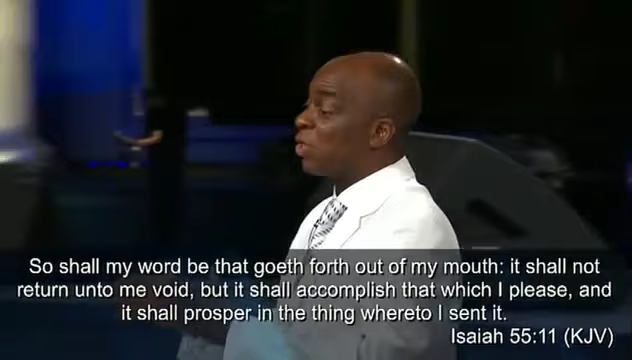 So shall my word be that goeth forth out of my mouth: it shall not
return unto me void, but it shall accomplish that which I please, and
it shall prosper in the thing whereto I sent it.
Isaiah 55:11 (KJV)